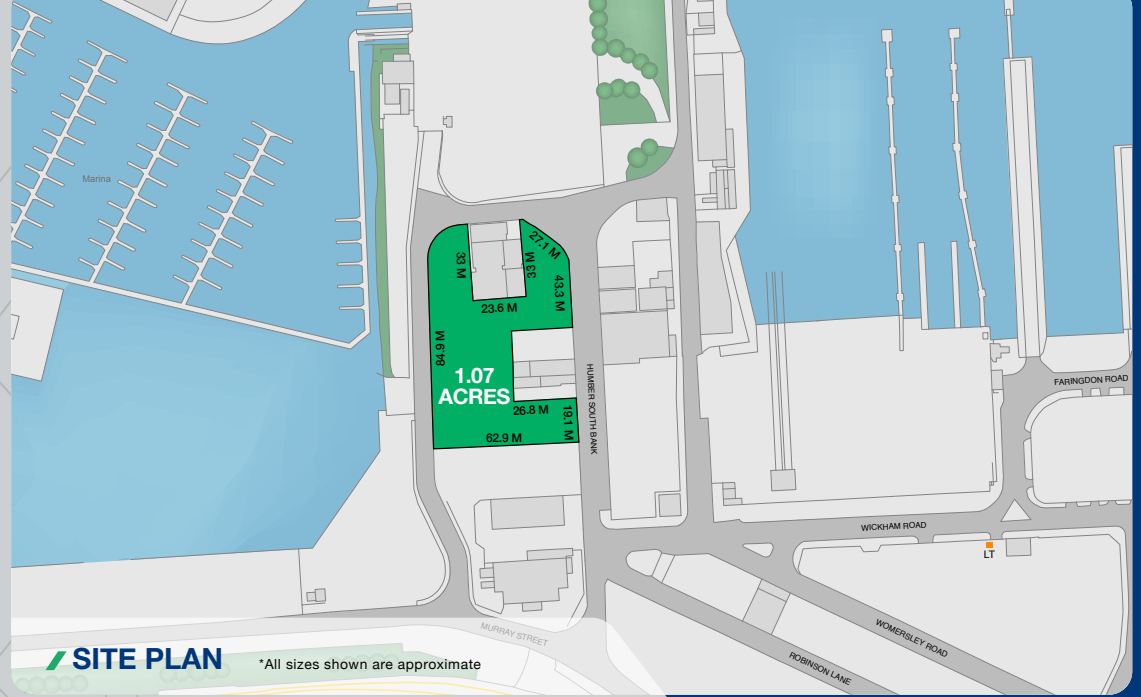 Marina
27.1 M
33 M
33 M
43.3 M
23.6 M
84.9 M
1.07
ACRES
HUMBER SOUTH BANK
26.8 M
19.1 M
62.9 M
FARINGDON ROAD
WICKHAM ROAD
LT
WOMERSLEY ROAD
MURRAY STREET
ROBINSON LANE
SITE PLAN
*All sizes shown are approximate